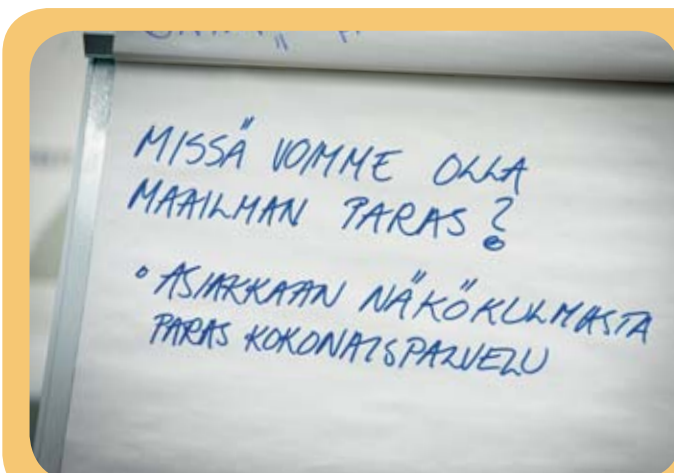 MISSÄ VOIMME OLLA
MAAILMAN PARAS?
• ASIAKKAAN NÄKÖKULMASTA
PARAS KOKONAISPALVELU